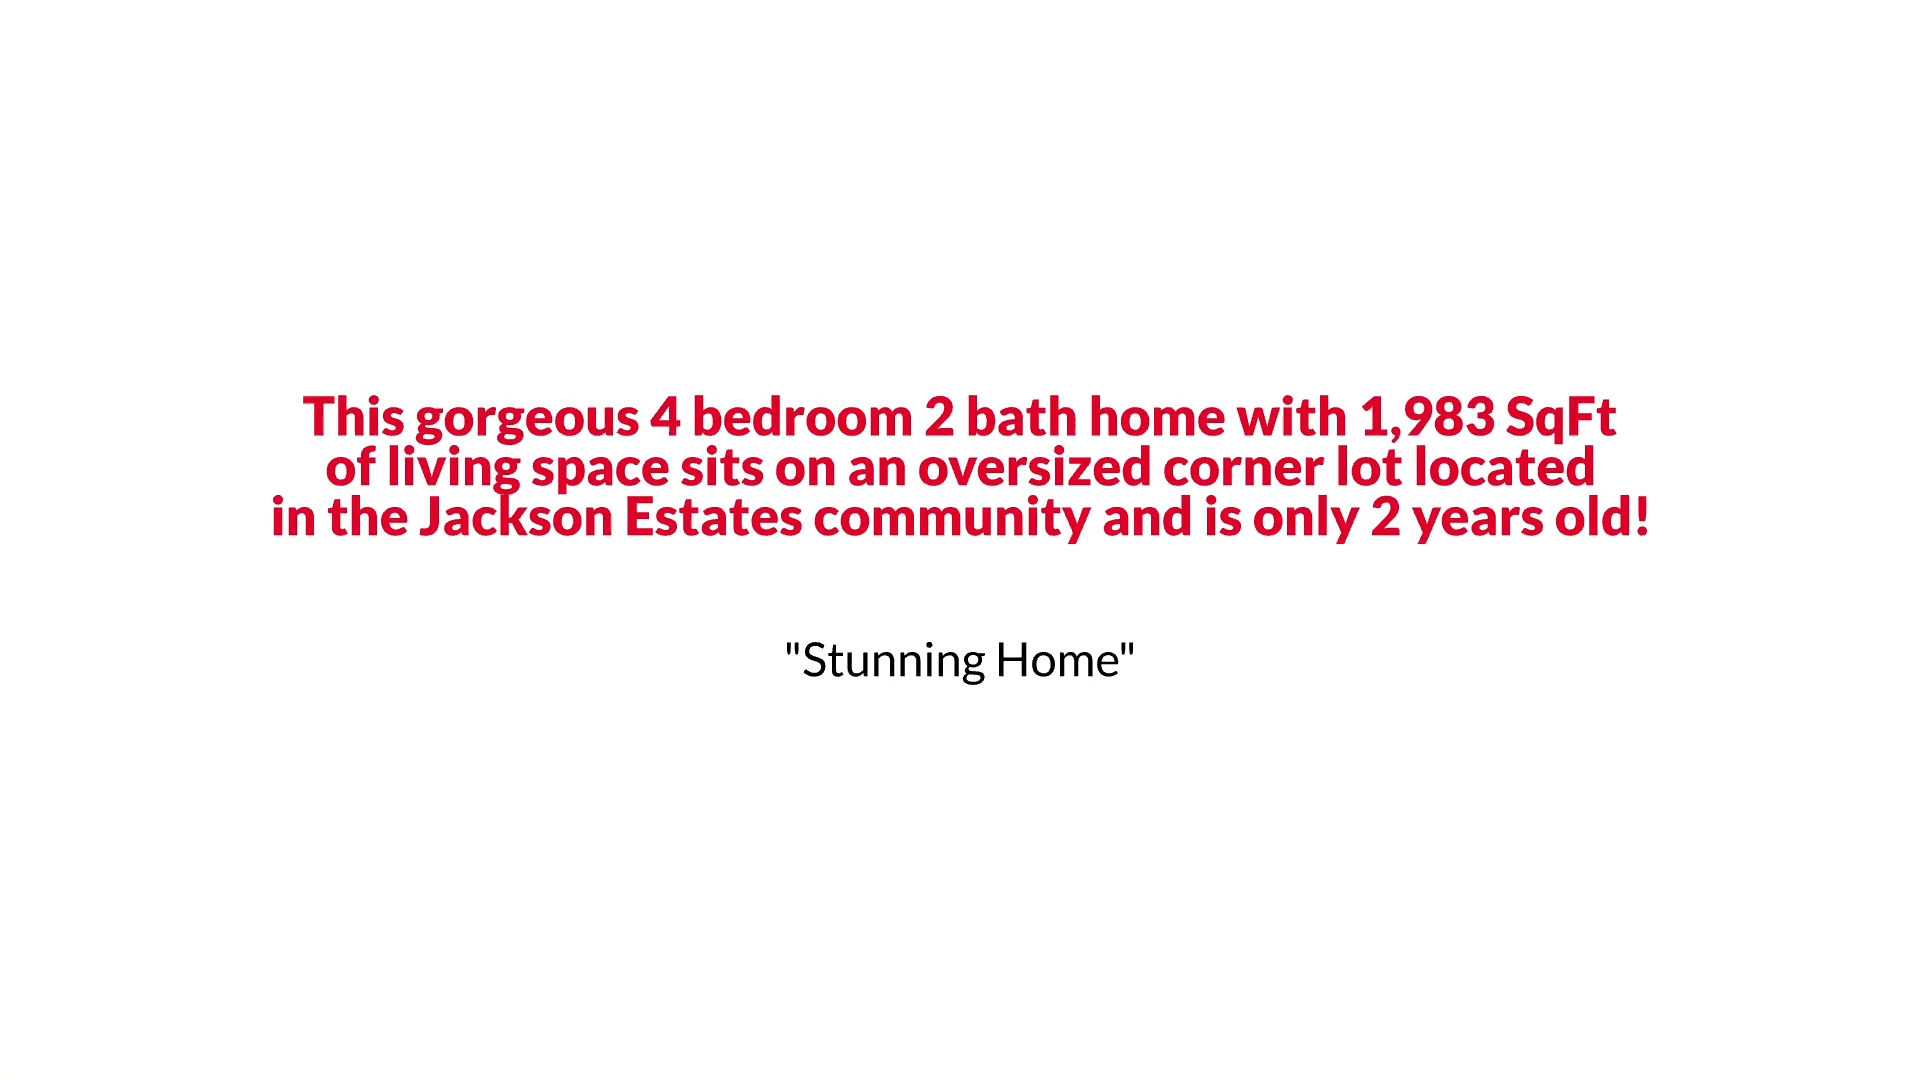 This gorgeous 4 bedroom 2 bath home with 1,983 SqFt
of living space sits on an oversized corner lot located
in the Jackson Estates community and is only 2 years old!
"Stunning Home"